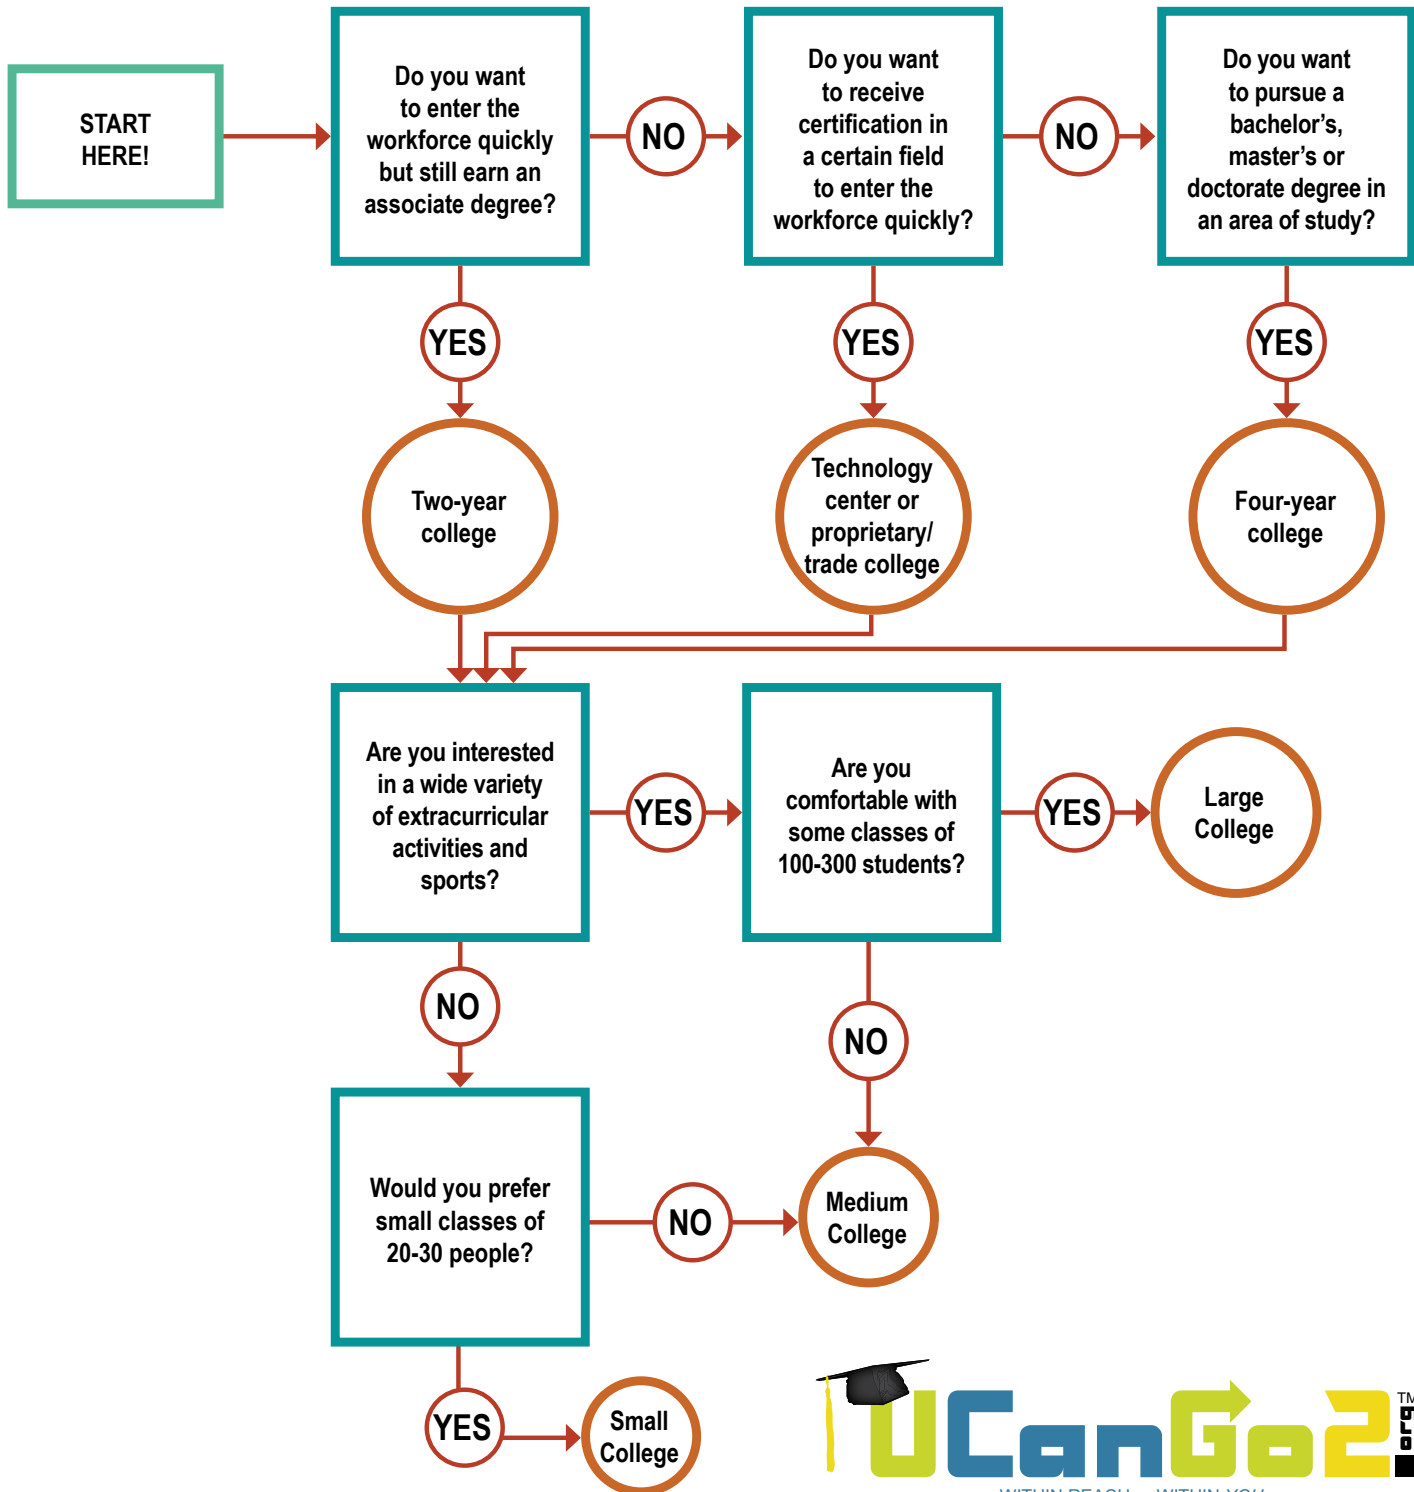 START
HERE!
Do you want
to enter the
workforce quickly
but still earn an
associate degree?
NO
Do you want
to receive
certification in
a certain field
to enter the
workforce quickly?
NO
Do you want
to pursue a
bachelor's,
master's or
doctorate degree in
an area of study?
YES
YES
YES
Two-year
college
Technology
center or
proprietary/
trade college
Four-year
college
Are you interested
in a wide variety
of extracurricular
activities and
sports?
YES
Are you
comfortable with
some classes of
100-300 students?
YES
Large
College
NO
NO
Would you prefer
small classes of
20-30 people?
NO
Medium
College
YES
Small
College
UCanGo2.org TM
WITHIN REACH WITHIN YOU